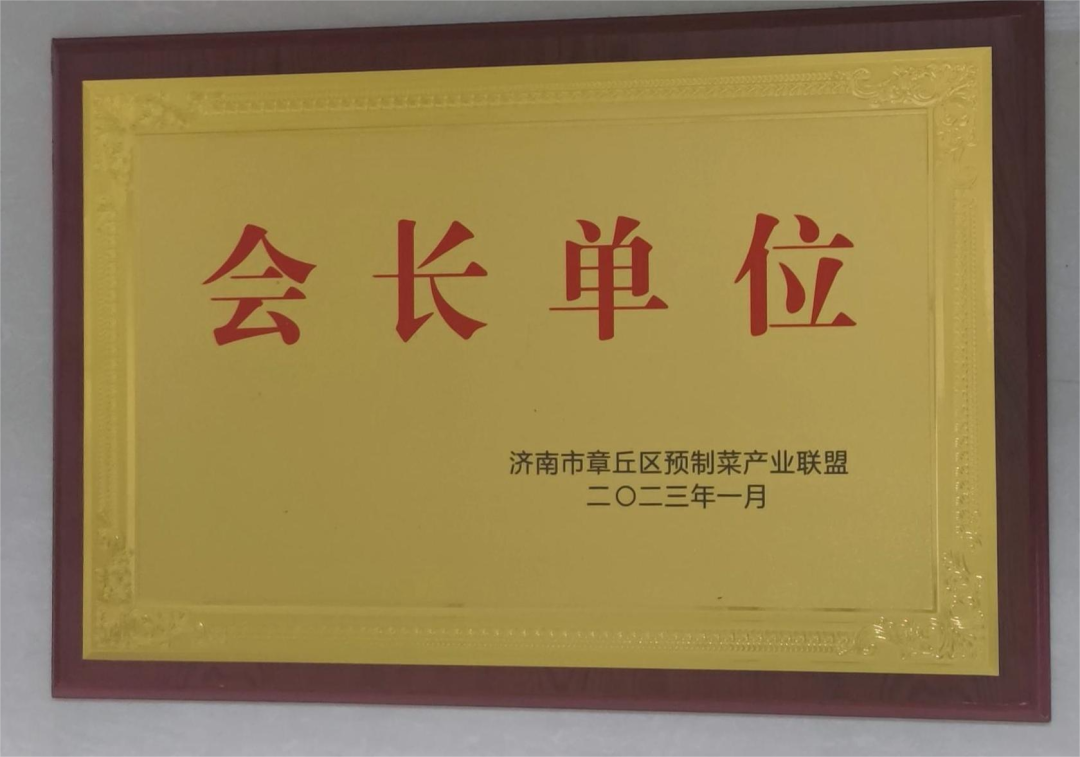 会长单位
济南市章丘区预制菜产业联盟
二〇二三年一月